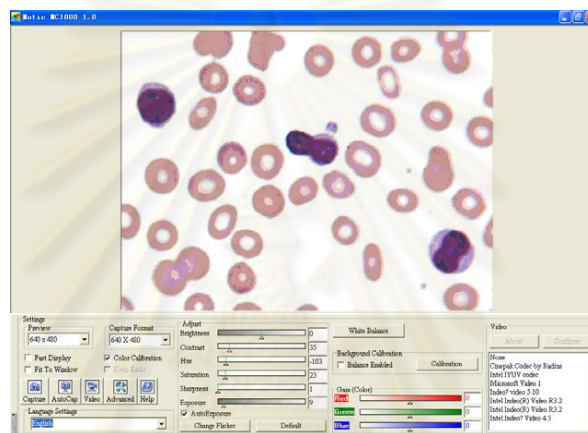 Motic MC1000 1.0
Settings
Preview
640 x 480
Capture Format
640 X 480
Fast Display
Fit To Window
Color Calibration
Keep Ratio
Capture
AutoCap
Video
Advanced
Help
Language Settings
English
Adjust
Brightness 0
Contrast 35
Hue -103
Saturation 23
Sharpness 1
Exposure 9
AutoExposure
Change Flicker
Default
White Balance
Background Calibration
Balance Enabled
Calibration
Gain (Color)
Red 0
Green 0
Blue 0
Video
About
Configure
None
Cinepak Codec by Radius
Intel IYUV codec
Microsoft Video 1
Indeo? video 5.10
Intel Indeo(R) Video R3.2
Intel Indeo(R) Video R3.2
Intel Indeo? Video 4.5